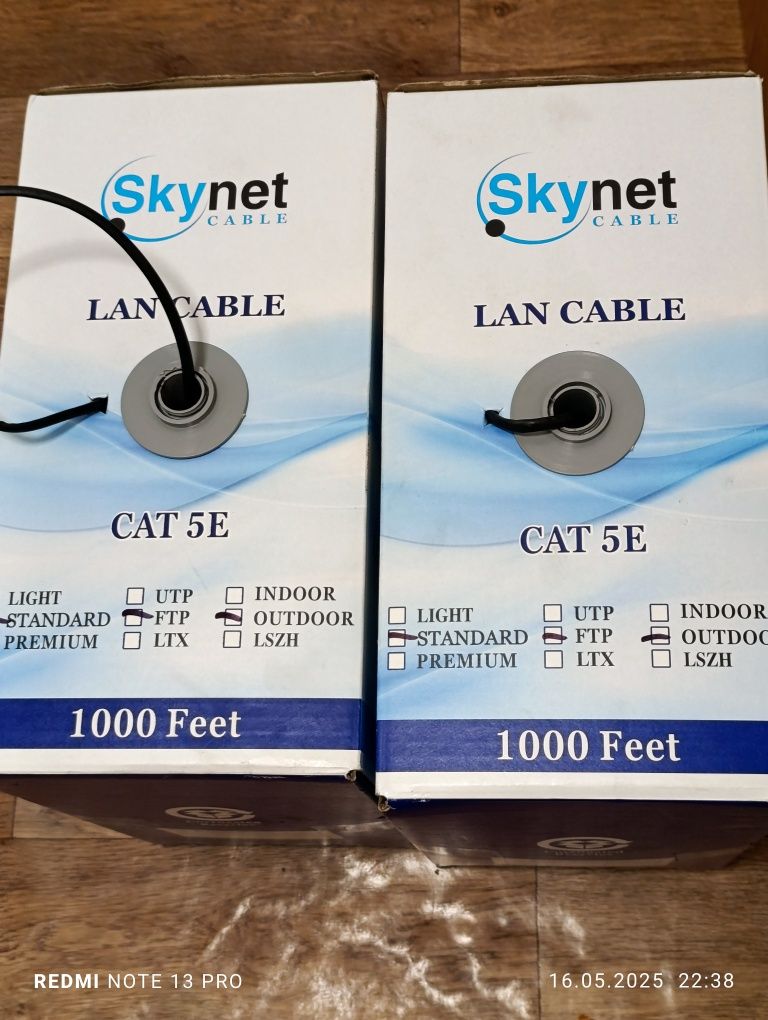 Skynet
CABLE
LAN CABLE
CAT 5E
LIGHT UTP INDOOR
STANDARD FTP OUTDOOR
PREMIUM LTX LSZH
1000 Feet
Skynet
CABLE
LAN CABLE
CAT 5E
LIGHT UTP INDOOR
STANDARD FTP OUTDOO
PREMIUM LTX LSZH
1000 Feet
REDMI NOTE 13 PRO
16.05.2025 22:38